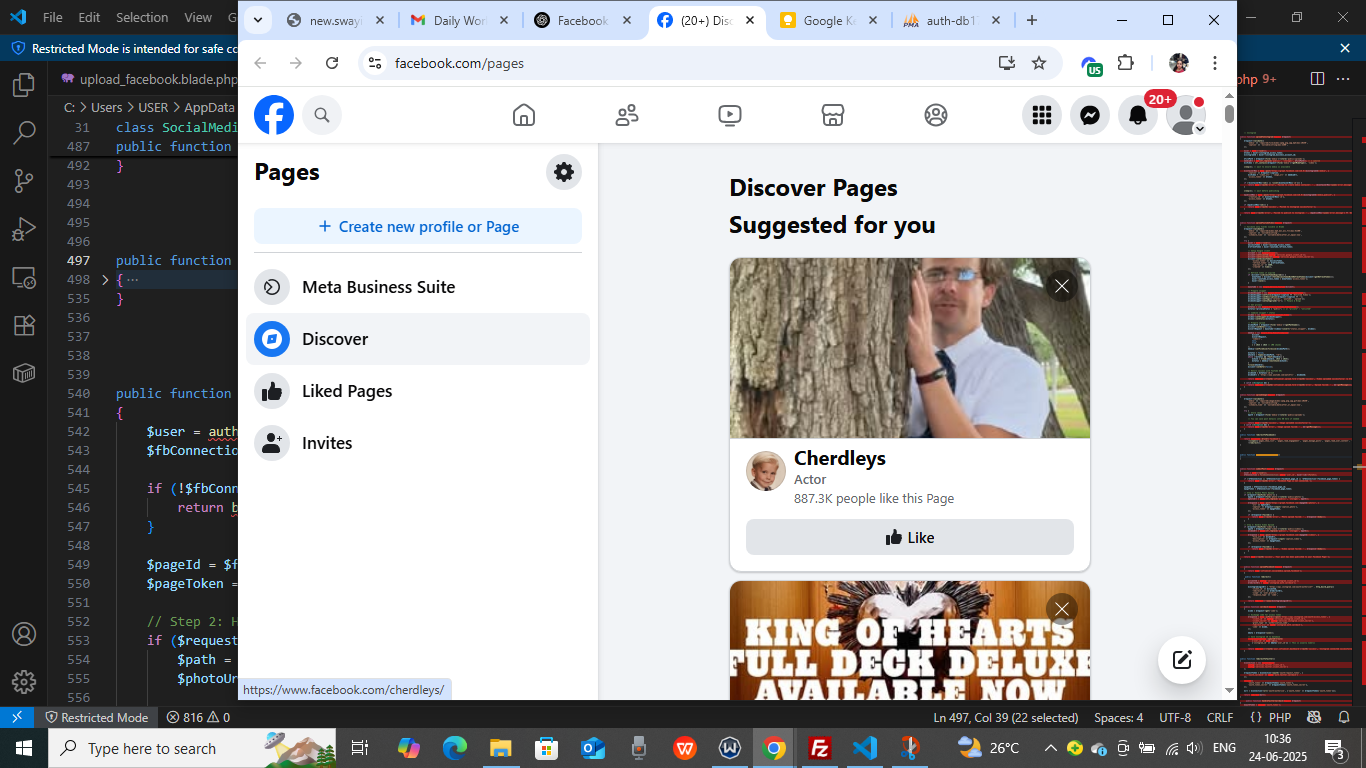 File Edit Selection View G
new.sway
Daily Wor
Facebook
(20+) Disc
Google Ke
auth-db1
Restricted Mode is intended for safe co
facebook.com/pages
US
upload_facebook.blade.php
php 9+
C: > Users > USER > AppData
20+
31 class SocialMedi
487 public function
492 }
493
494
495
496
497 public function
498 { ...
535 }
536
537
538
539
540 public function
541 {
542 $user = auth
543 $fbConnectio
544
545 if (!$fbConn
546 return b
547 }
548
549 $pageId = $f
550 $pageToken =
551
552 // Step 2: H
553 if ($request
554 $path =
555 $photoUr
556
Pages
+ Create new profile or Page
Meta Business Suite
Discover
Liked Pages
Invites
Discover Pages
Suggested for you
Cherdleys
Actor
887.3K people like this Page
Like
KING OF HEARTS
FULL DECK DELUXE
AVAILABLE NOW
https://www.facebook.com/cherdleys/
Restricted Mode 816 0 Ln 497, Col 39 (22 selected) Spaces: 4 UTF-8 CRLF { } PHP
Type here to search
26°C
ENG
10:36
24-06-2025
3